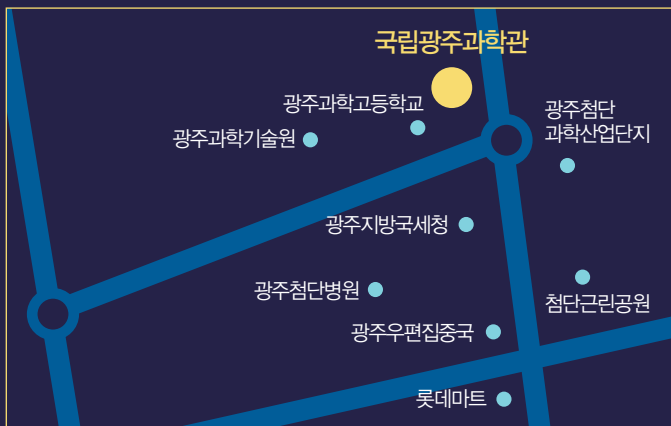 국립광주과학관
광주과학고등학교
광주첨단
과학산업단지
광주과학기술원
광주지방국세청
광주첨단병원
첨단근린공원
광주우편집중국
롯데마트